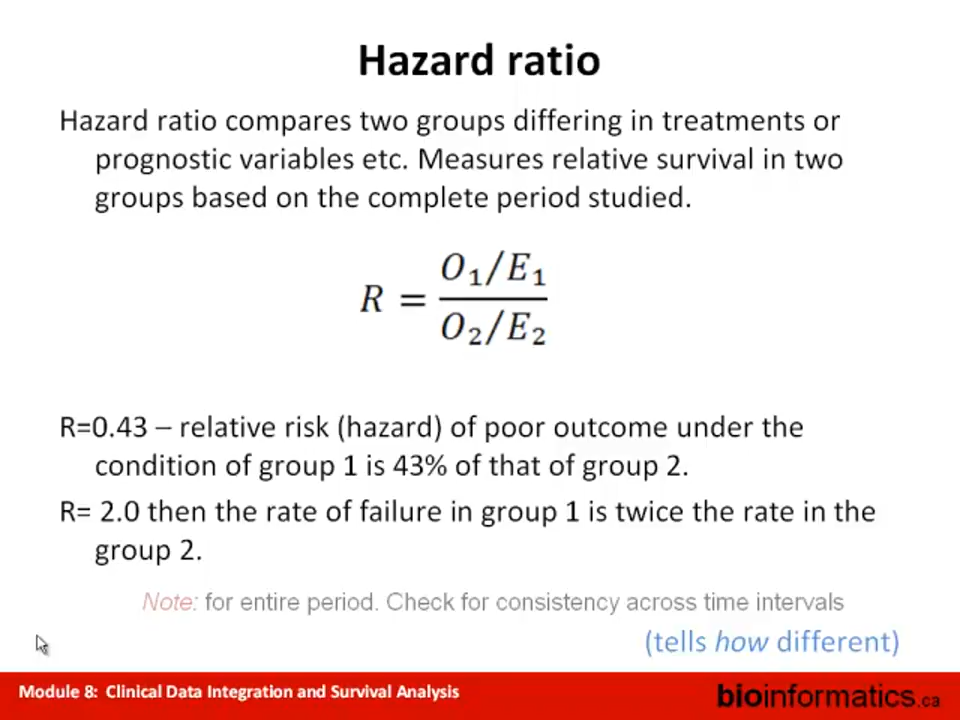 Hazard ratio
Hazard ratio compares two groups differing in treatments or
prognostic variables etc. Measures relative survival in two
groups based on the complete period studied.
R = (O₁/E₁)/(O₂/E₂)
R=0.43 – relative risk (hazard) of poor outcome under the
condition of group 1 is 43% of that of group 2.
R= 2.0 then the rate of failure in group 1 is twice the rate in the
group 2.
Note: for entire period. Check for consistency across time intervals
(tells how different)
Module 8: Clinical Data Integration and Survival Analysis
bioinformatics.ca